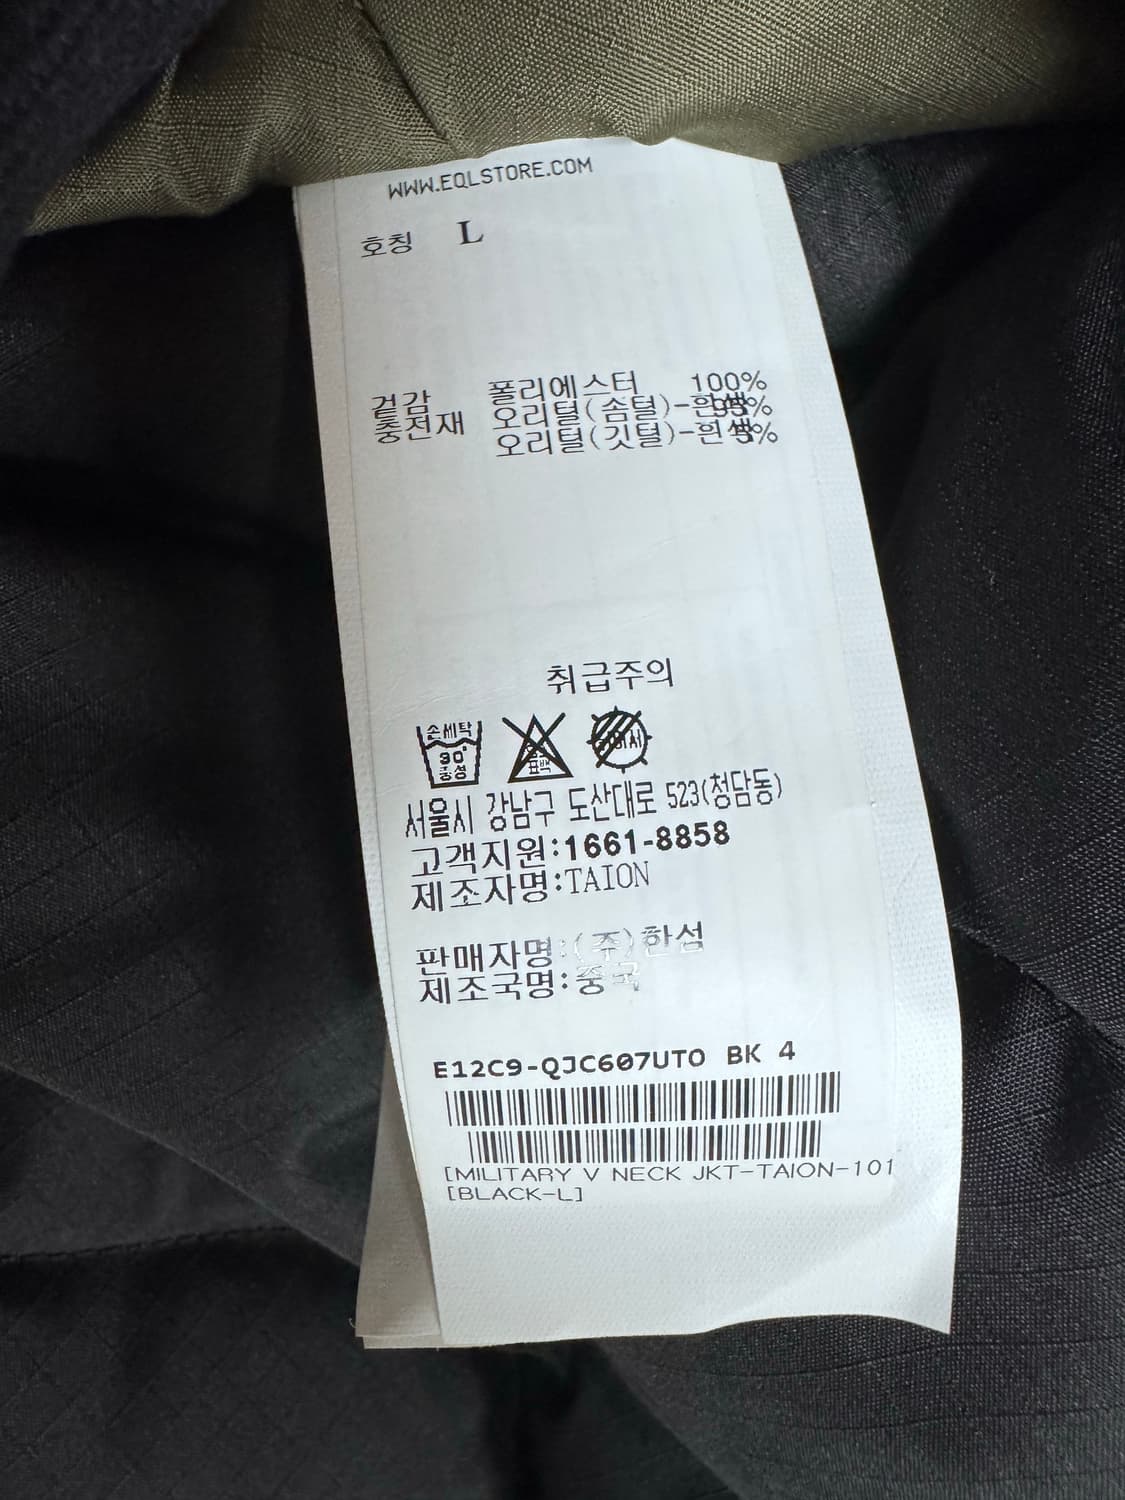 WWW.EQLSTORE.COM
호칭 L
겉감 폴리에스터 100%
충전재 오리털(솜털)-흰색 95%
오리털(깃털)-흰색 5%
취급주의
손세탁
30°
중성
표백
서울시 강남구 도산대로 523(청담동)
고객지원:1661-8858
제조자명:TAION
판매자명:(주)한섬
제조국명:중국
E12C9-QJC607UTO BK 4
[MILITARY V NECK JKT-TAION-101
[BLACK-L]